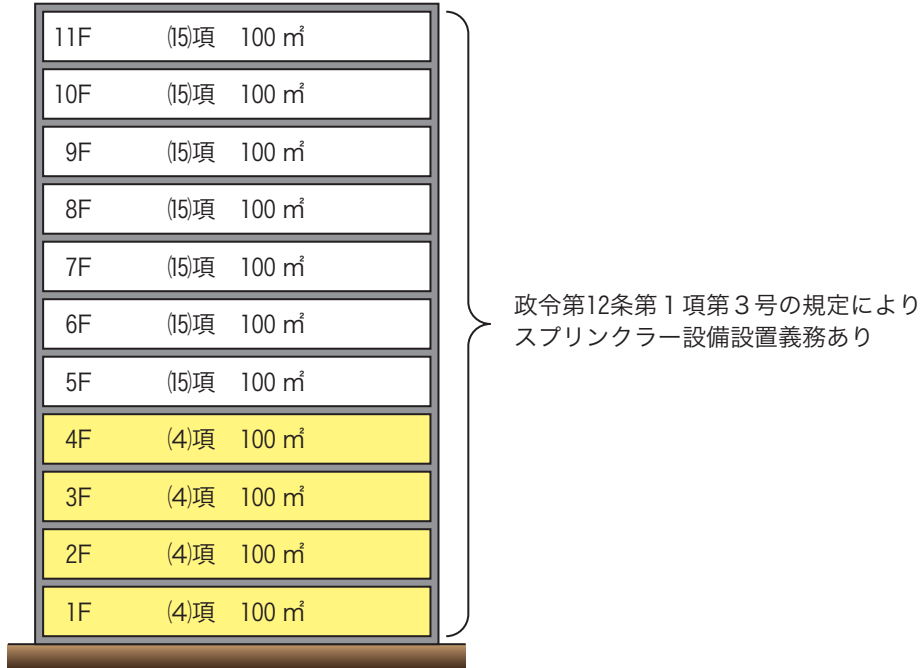 11F ⒂項 100 ㎡
10F ⒂項 100 ㎡
9F ⒂項 100 ㎡
8F ⒂項 100 ㎡
7F ⒂項 100 ㎡
6F ⒂項 100 ㎡
5F ⒂項 100 ㎡
4F ⑷項 100 ㎡
3F ⑷項 100 ㎡
2F ⑷項 100 ㎡
1F ⑷項 100 ㎡
政令第12条第1項第3号の規定により
スプリンクラー設備設置義務あり